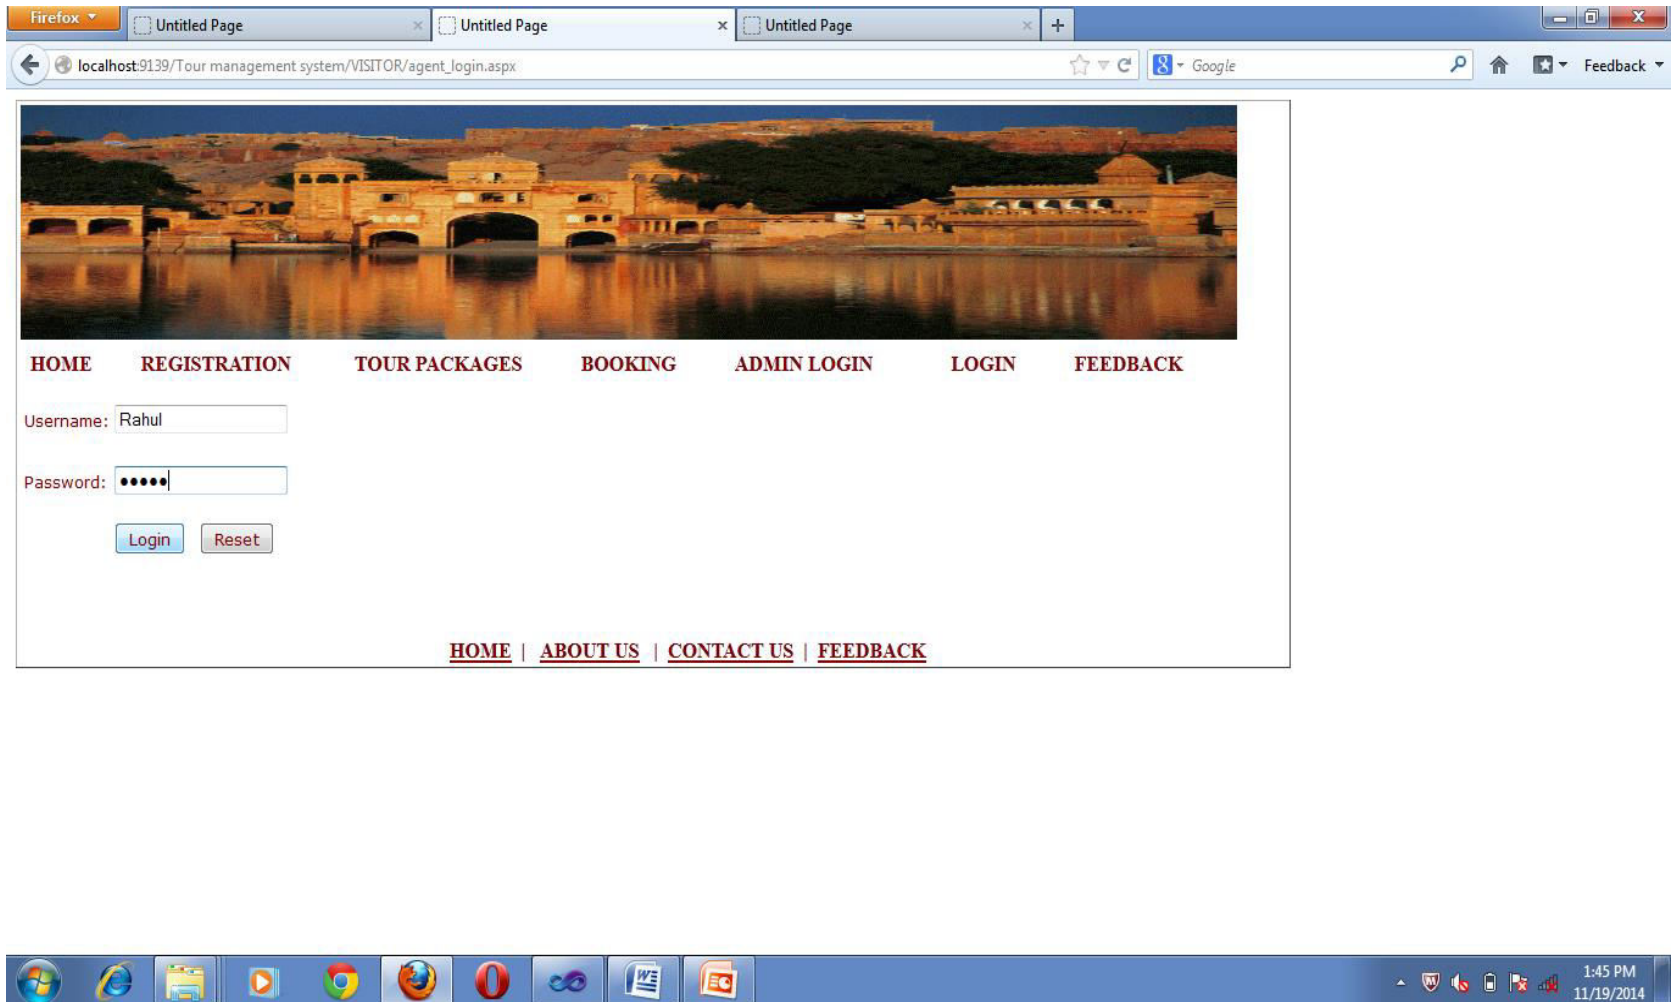 Firefox
Untitled Page
Untitled Page
Untitled Page
localhost:9139/Tour management system/VISITOR/agent_login.aspx
Google
Feedback
HOME REGISTRATION TOUR PACKAGES BOOKING ADMIN LOGIN LOGIN FEEDBACK
Username: Rahul
Password: •••••
Login Reset
HOME | ABOUT US | CONTACT US | FEEDBACK
1:45 PM
11/19/2014